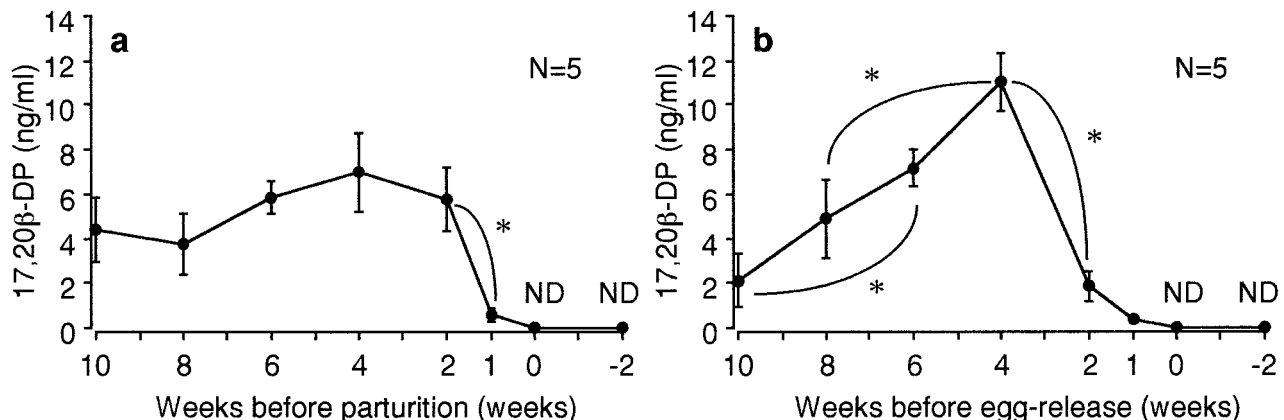 a
N=5
17,20β-DP (ng/ml)
14
12
10
8
6
4
2
0
*
ND ND
10 8 6 4 2 1 0 -2
Weeks before parturition (weeks)
b
N=5
17,20β-DP (ng/ml)
14
12
10
8
6
4
2
0
*
*
*
ND ND
10 8 6 4 2 1 0 -2
Weeks before egg-release (weeks)